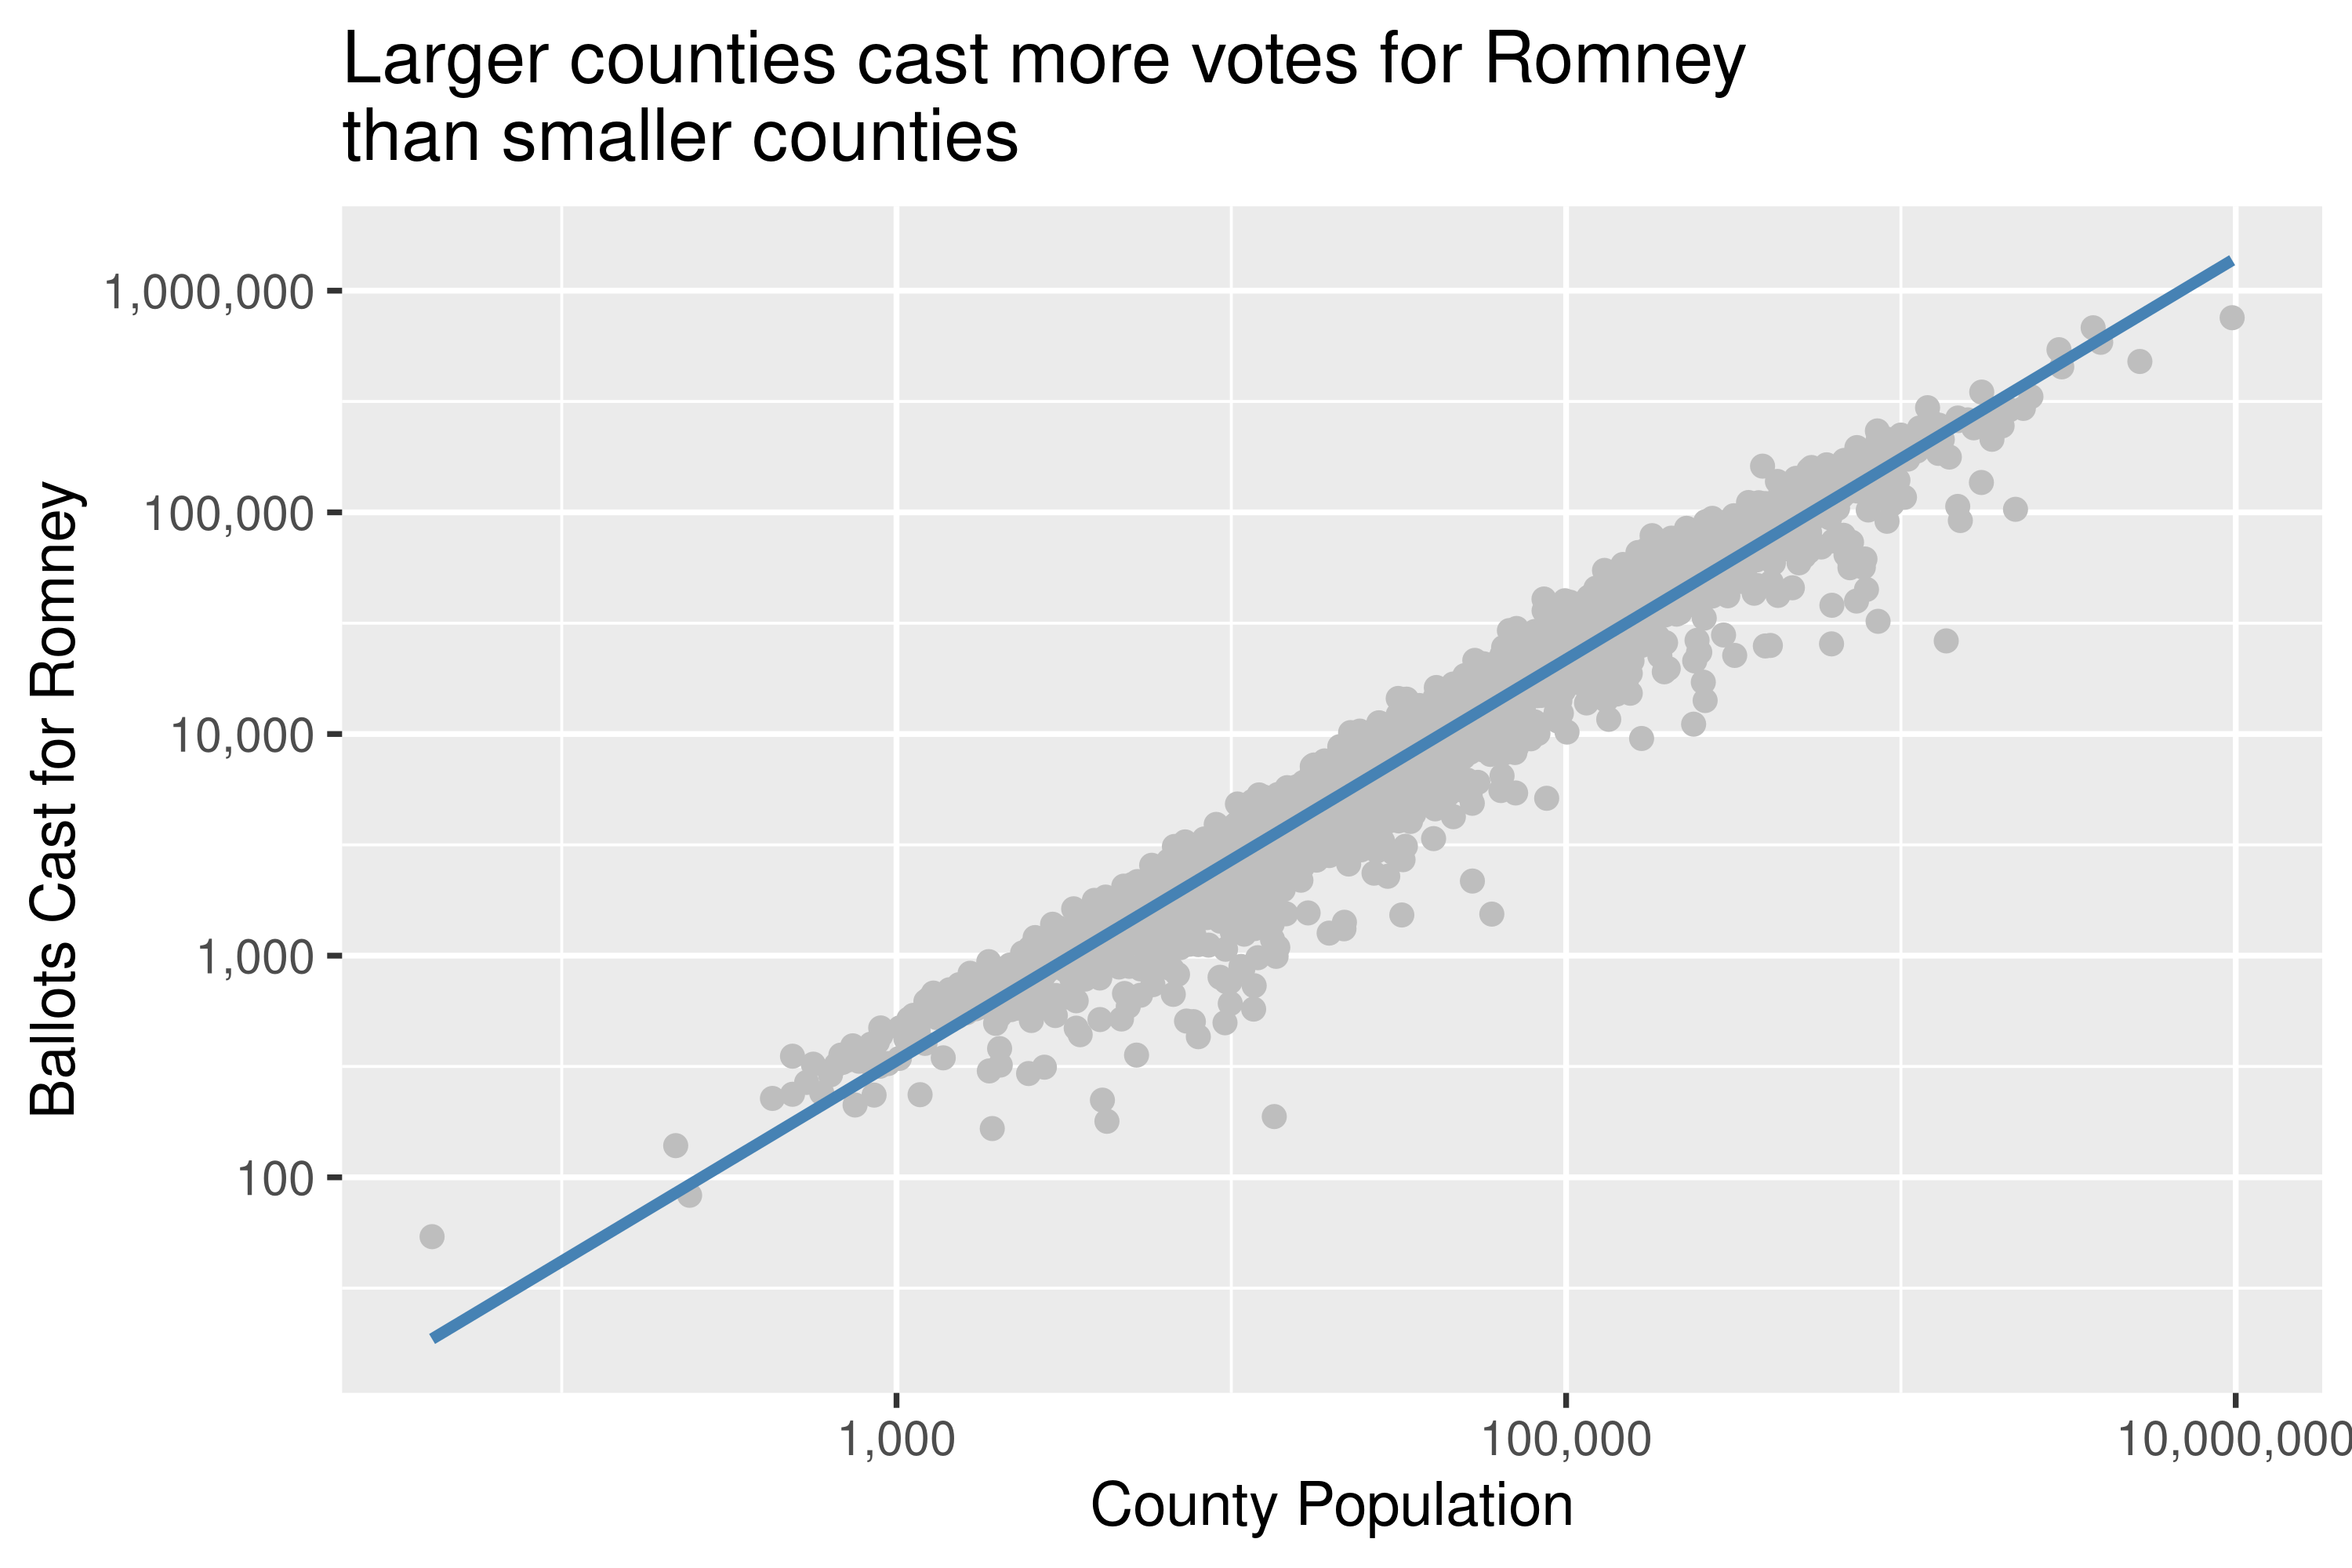 Larger counties cast more votes for Romney
than smaller counties
Ballots Cast for Romney
1,000,000
100,000
10,000
1,000
100
1,000
100,000
10,000,000
County Population